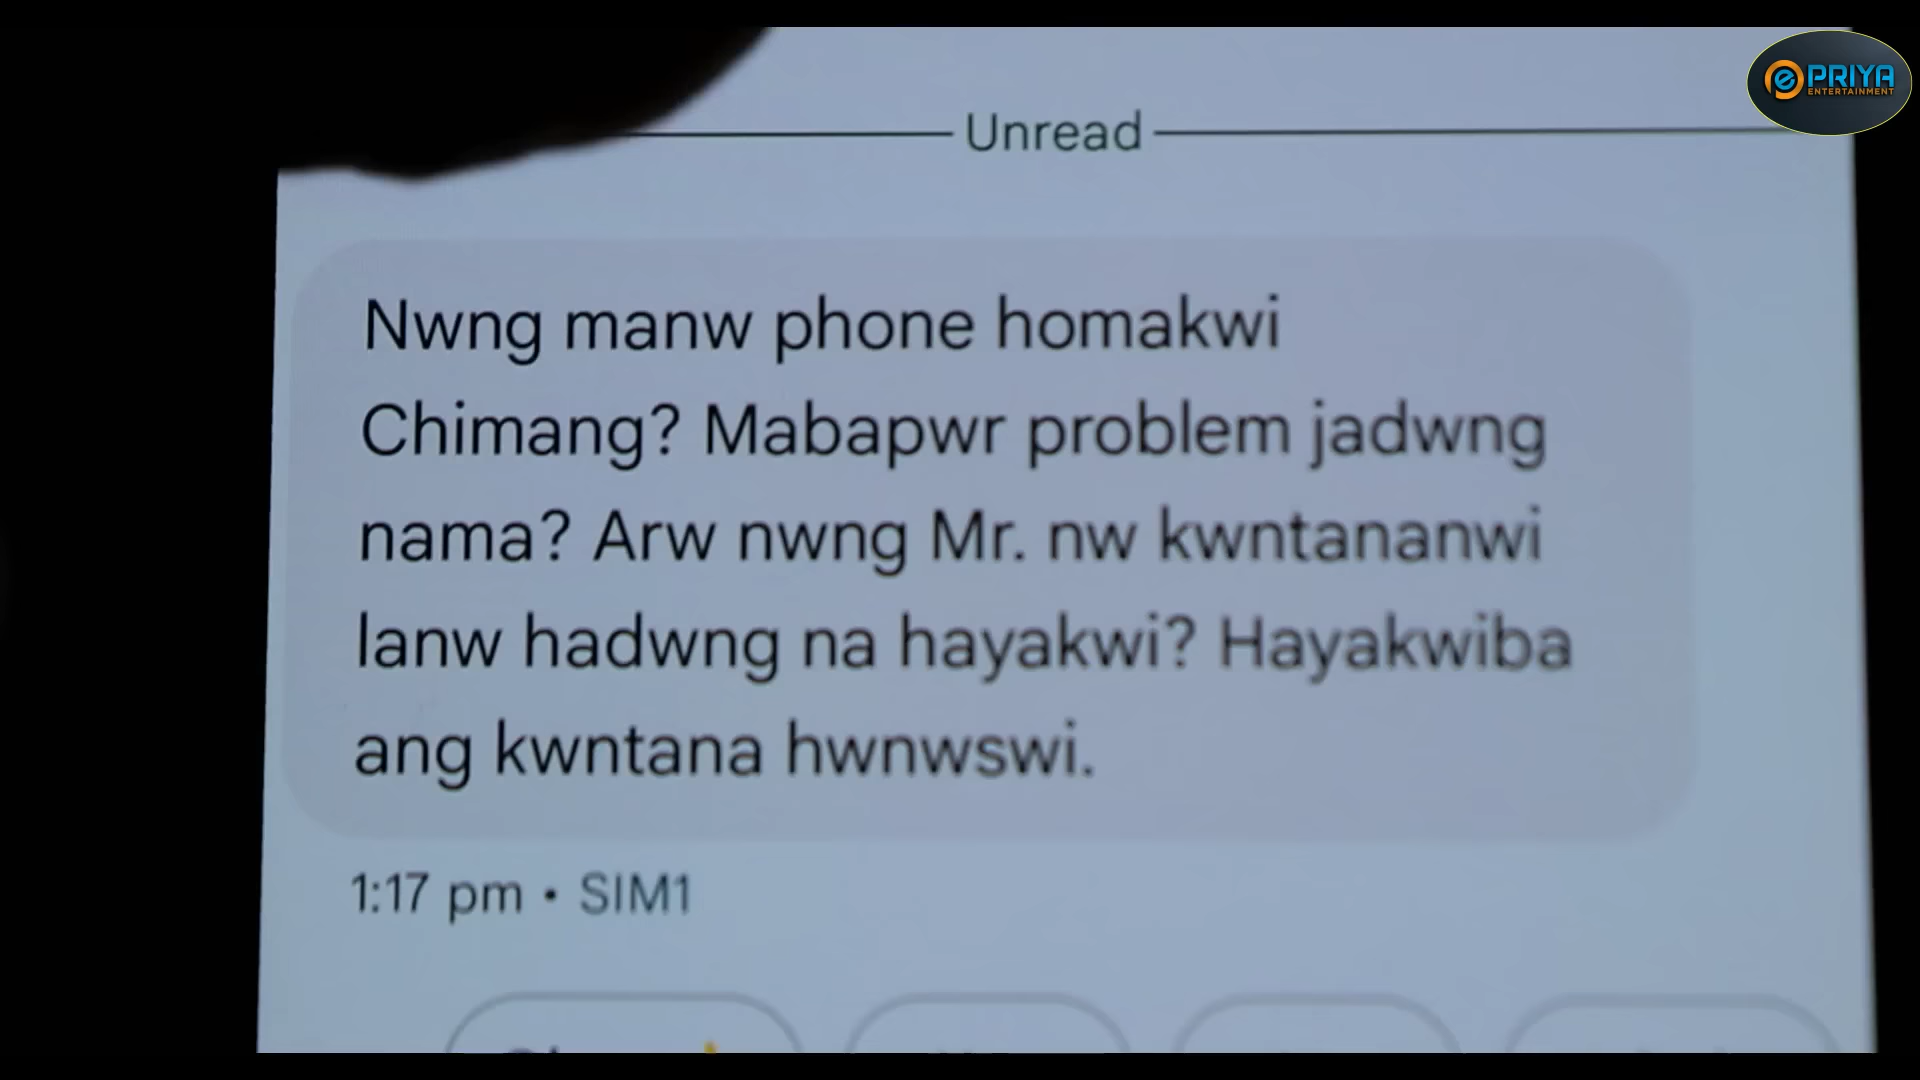 PRIYA
ENTERTAINMENT
Unread
Nwng manw phone homakwi
Chimang? Mabapwr problem jadwng
nama? Arw nwng Mr. nw kwntananwi
lanw hadwng na hayakwi? Hayakwiba
ang kwntana hwnwswi.
1:17 pm • SIM1